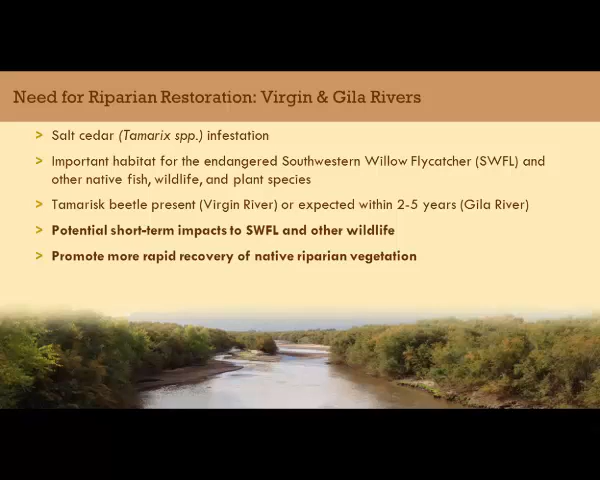 Need for Riparian Restoration: Virgin & Gila Rivers
> Salt cedar (Tamarix spp.) infestation
> Important habitat for the endangered Southwestern Willow Flycatcher (SWFL) and
other native fish, wildlife, and plant species
> Tamarisk beetle present (Virgin River) or expected within 2-5 years (Gila River)
> Potential short-term impacts to SWFL and other wildlife
> Promote more rapid recovery of native riparian vegetation